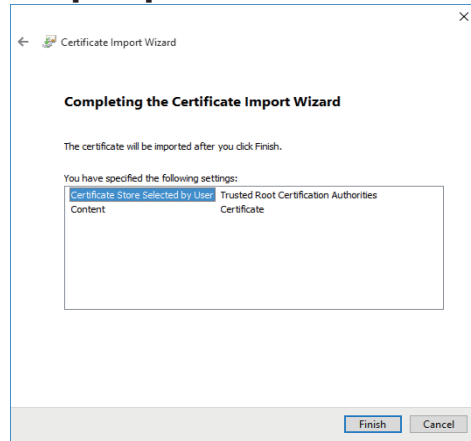 Certificate Import Wizard
Completing the Certificate Import Wizard
The certificate will be imported after you click Finish.
You have specified the following settings:
Certificate Store Selected by User Trusted Root Certification Authorities
Content Certificate
Finish Cancel